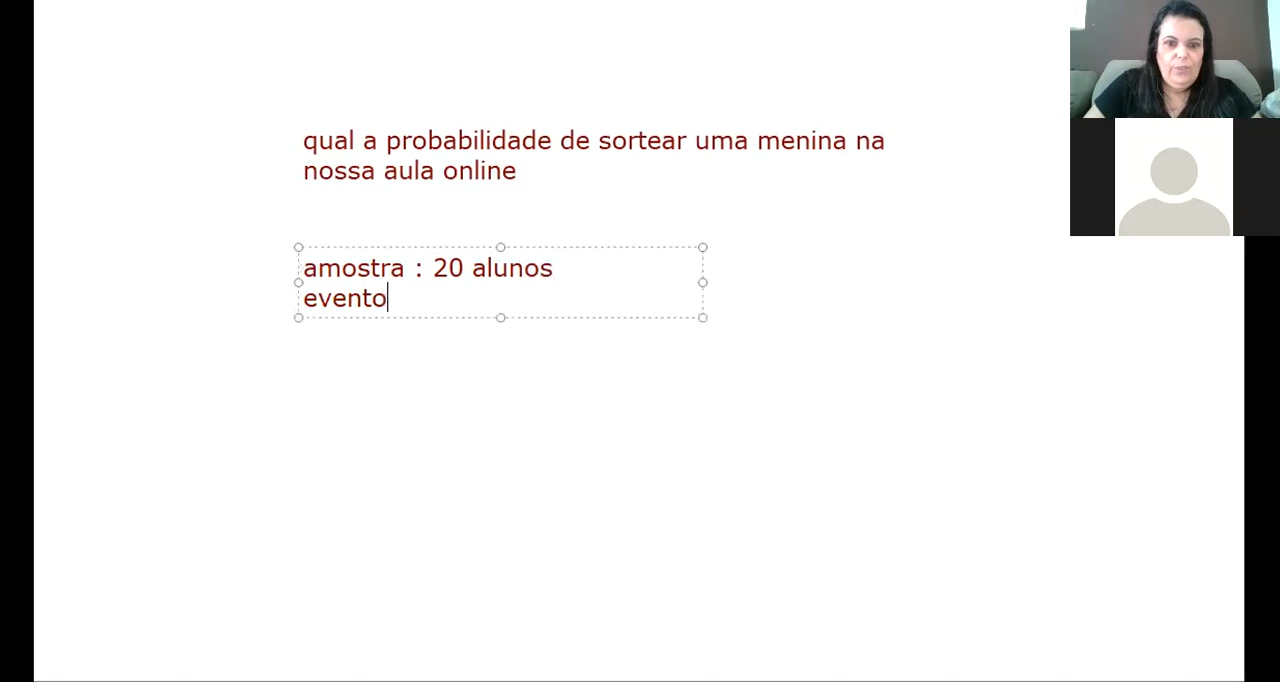 qual a probabilidade de sortear uma menina na
nossa aula online
amostra : 20 alunos
evento